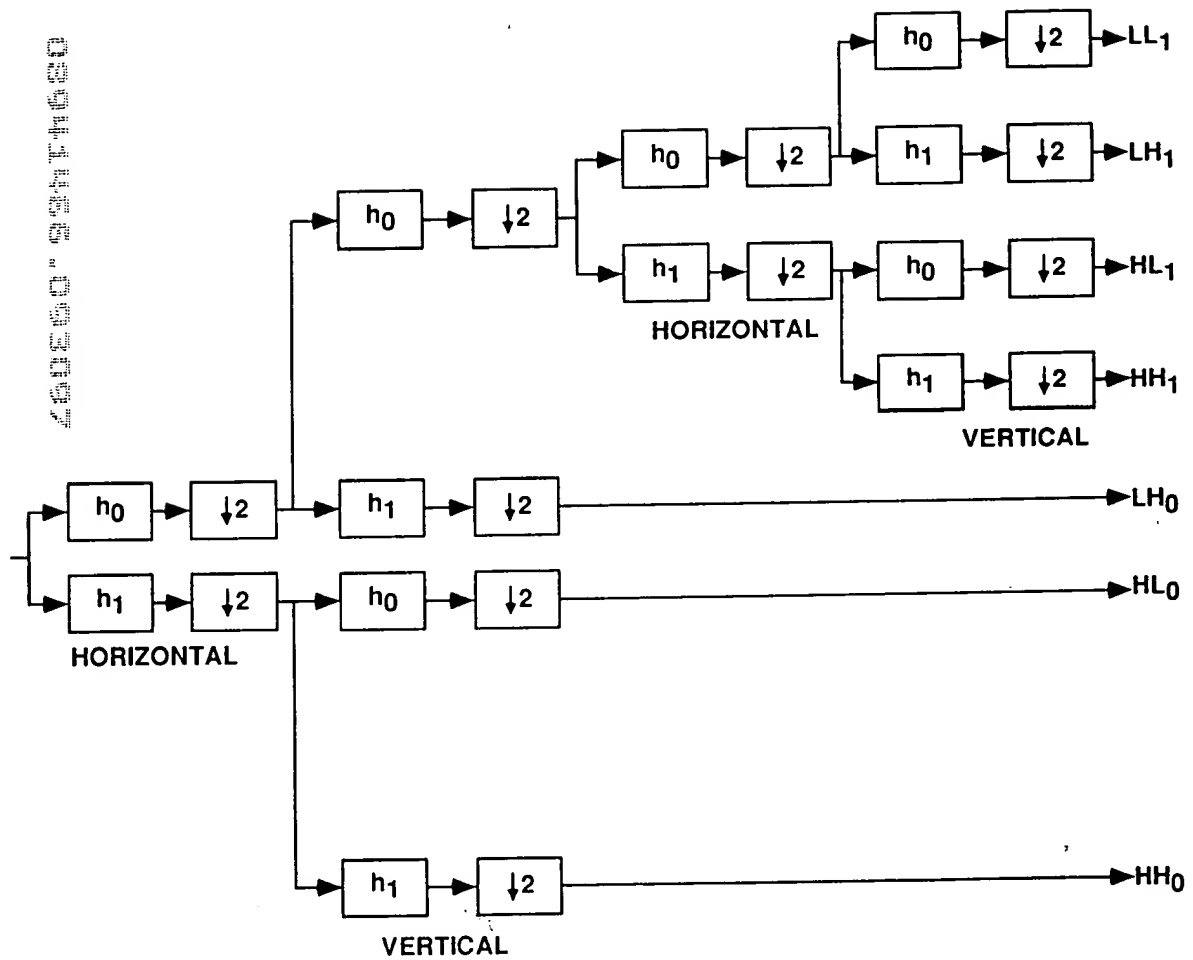 h0 ↓2 LL1
h0 ↓2 h1 ↓2 LH1
h0 ↓2
h1 ↓2 h0 ↓2 HL1
HORIZONTAL
h1 ↓2 HH1
VERTICAL
h0 ↓2 h1 ↓2 LH0
h1 ↓2 h0 ↓2 HL0
HORIZONTAL
h1 ↓2 HH0
VERTICAL